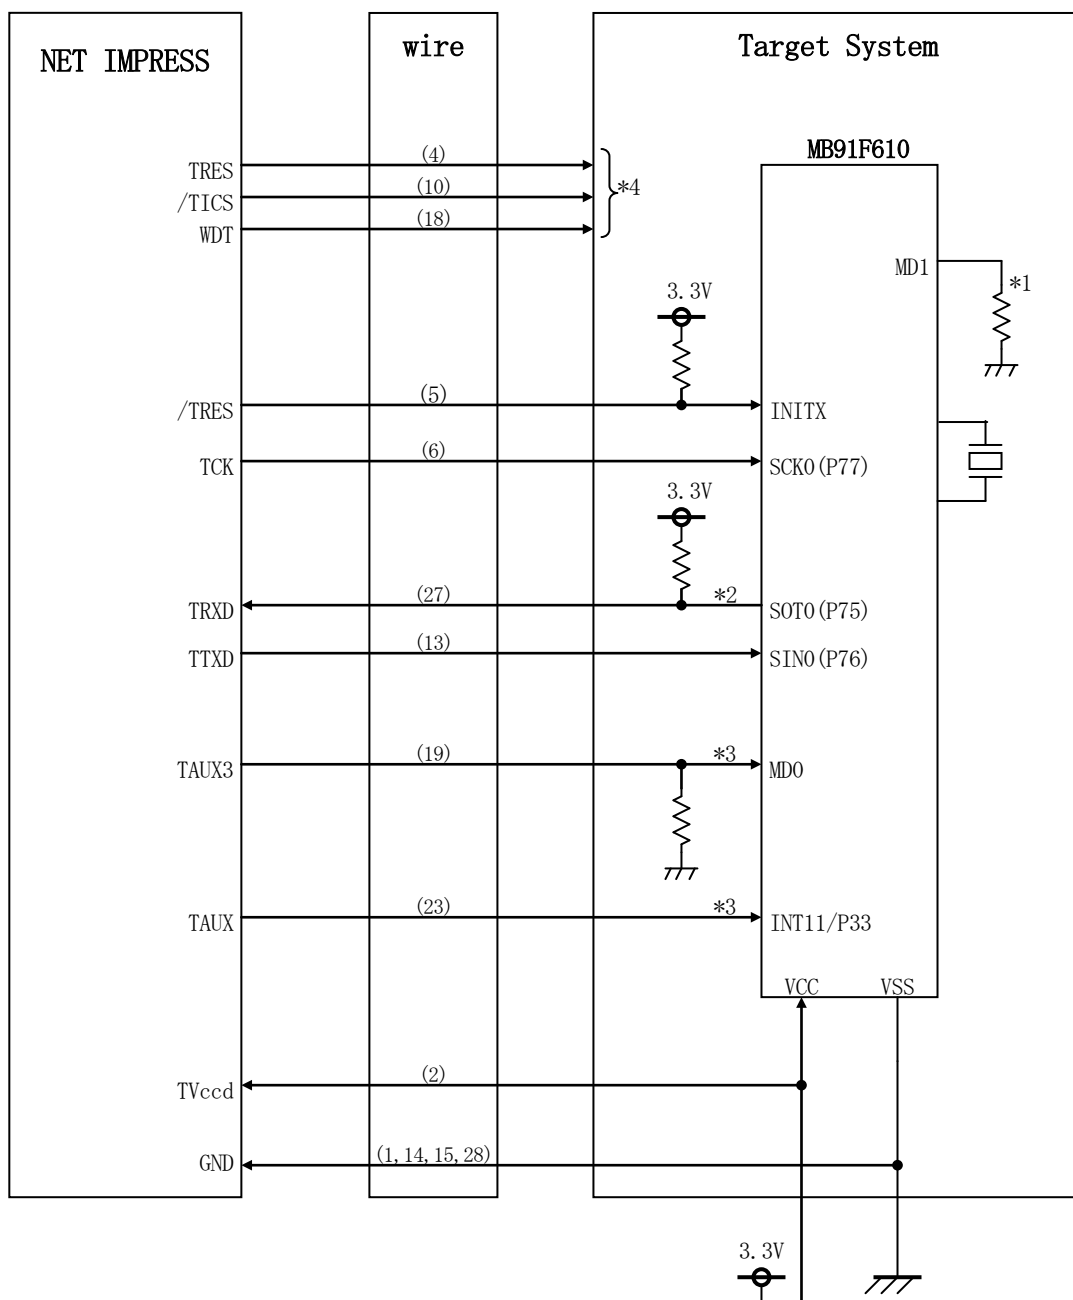 NET IMPRESS
wire
Target System
MB91F610
TRES
(4)
*4
/TICS
(10)
WDT
(18)
MD1
*1
3.3V
/TRES
(5)
INITX
TCK
(6)
SCK0(P77)
3.3V
TRXD
(27)
*2
SOT0(P75)
TTXD
(13)
SIN0(P76)
TAUX3
(19)
*3
MD0
TAUX
(23)
*3
INT11/P33
VCC
VSS
TVccd
(2)
GND
(1,14,15,28)
3.3V